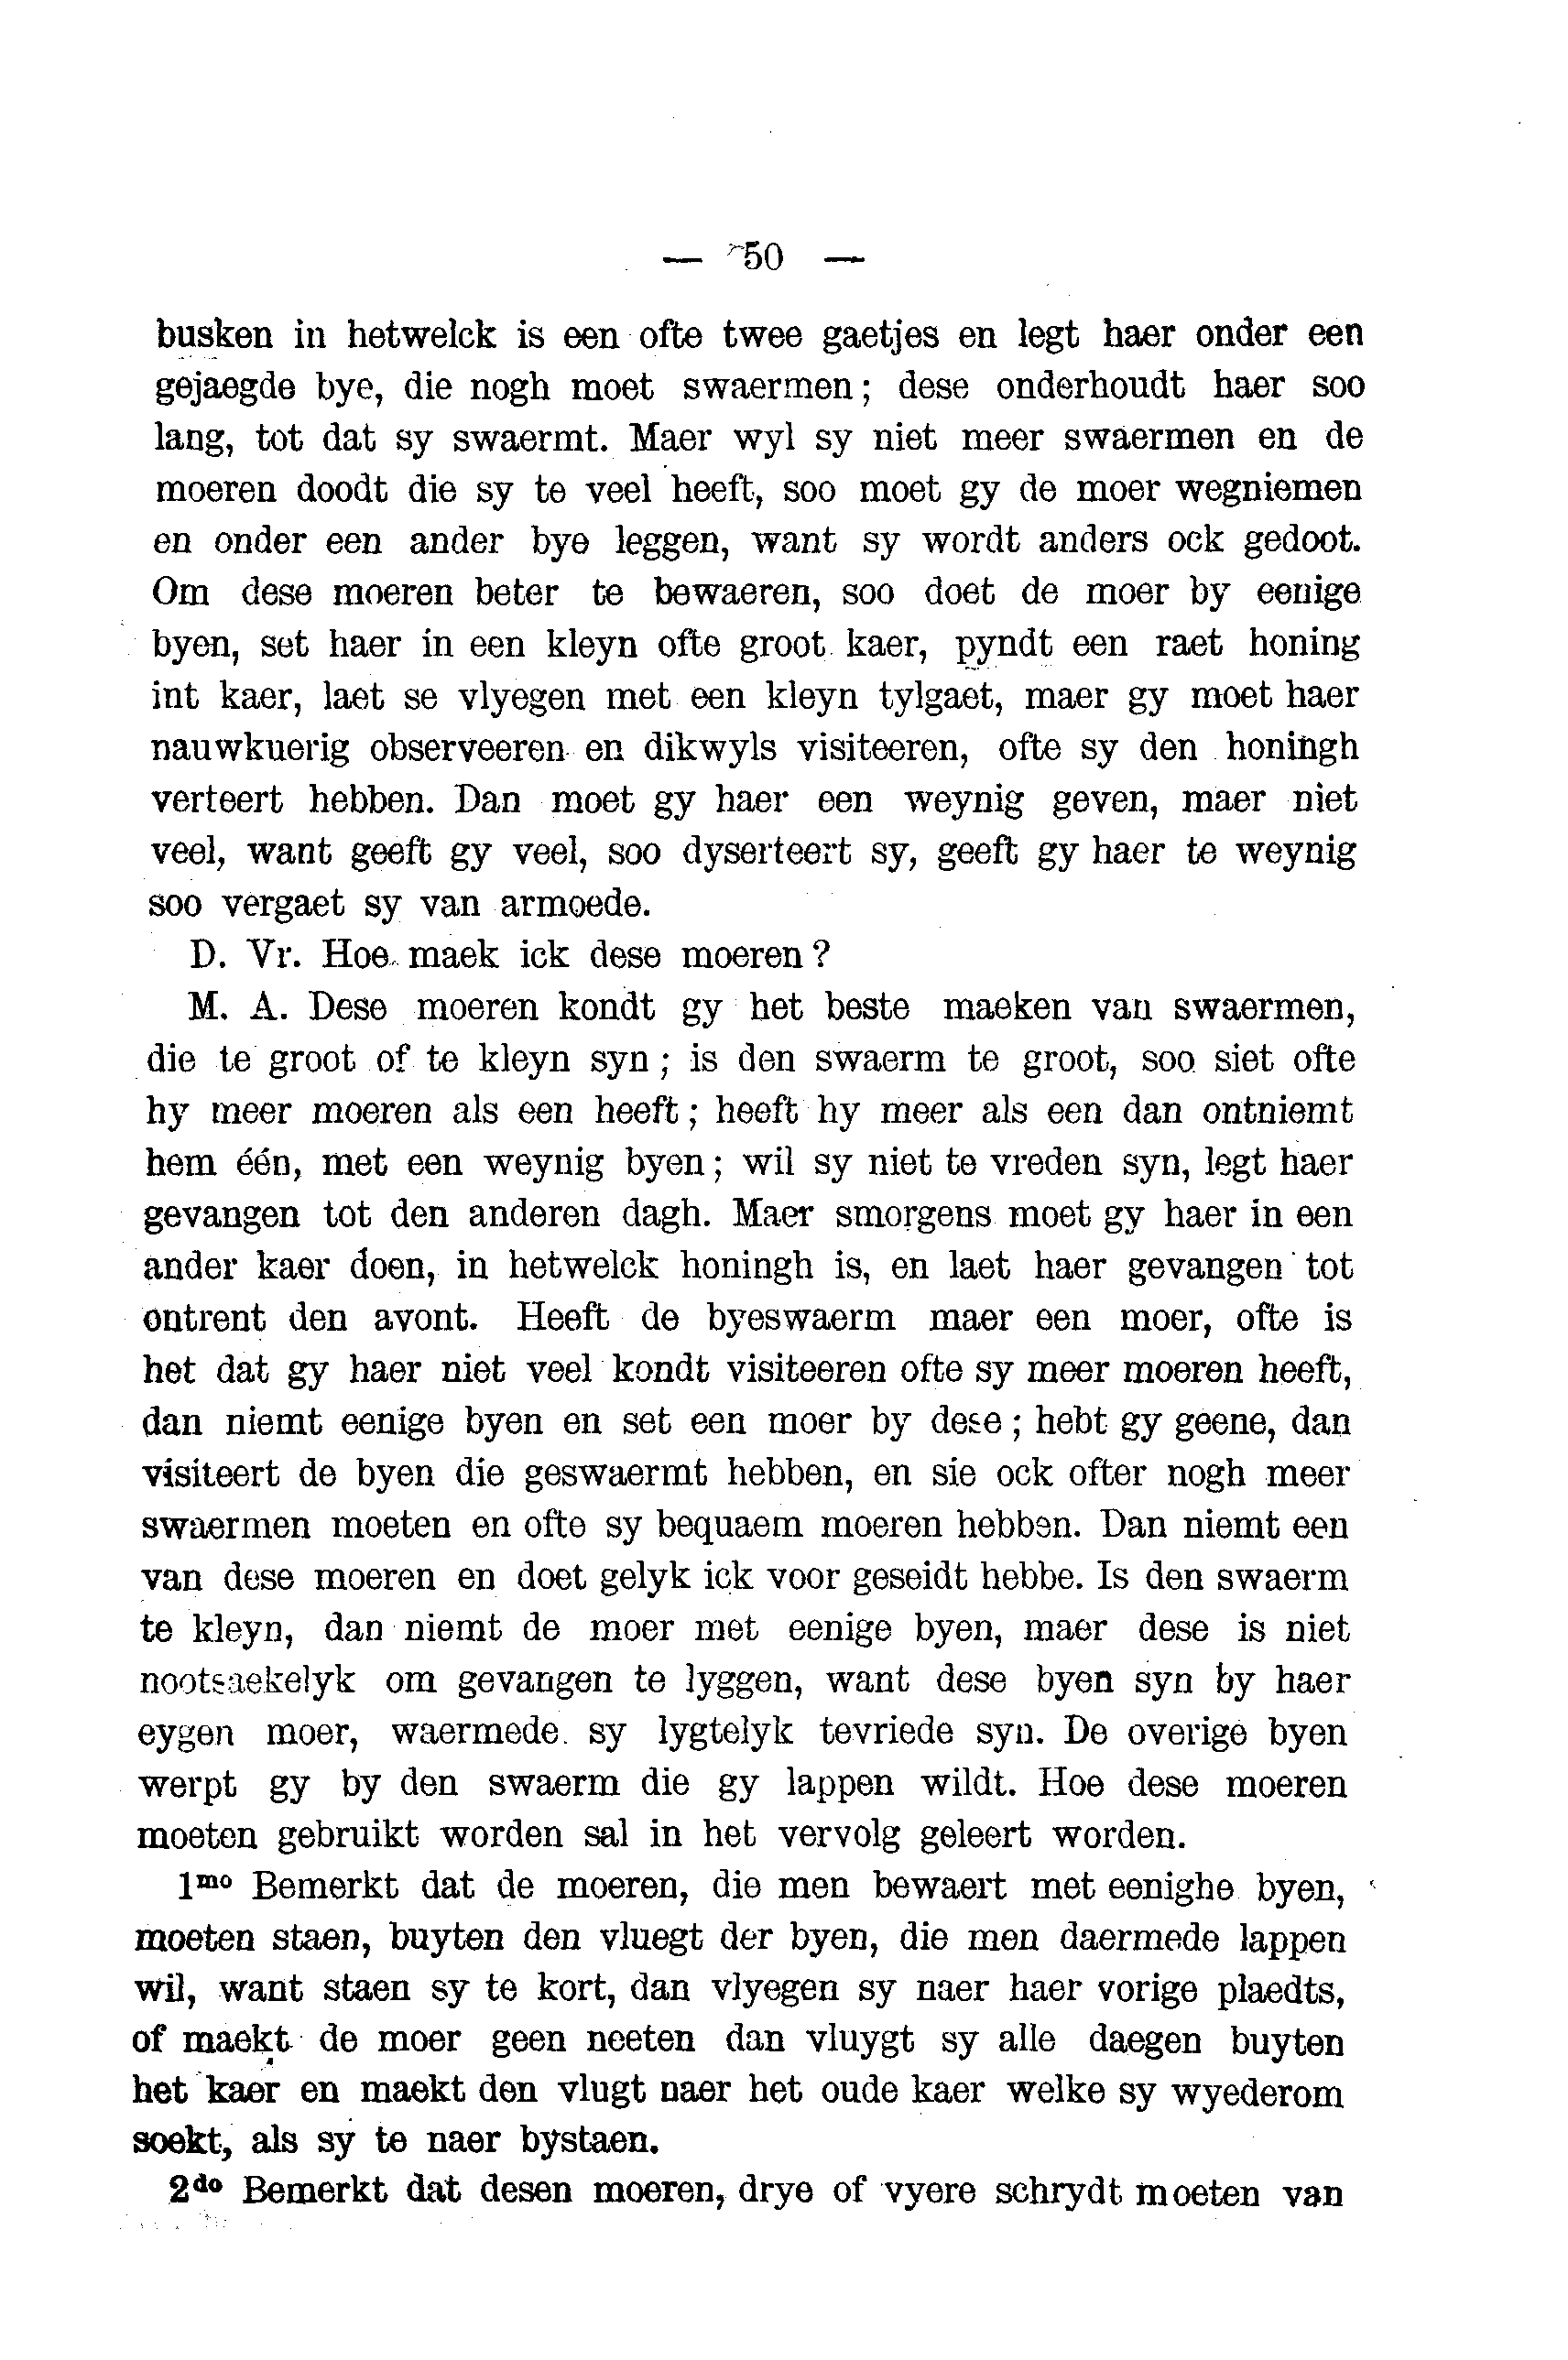 — 50 —
busken in hetwelck is een ofte twee gaetjes en legt haer onder een
gejaegde bye, die nogh moet swaermen; dese onderhoudt haer soo
lang, tot dat sy swaermt. Maer wyl sy niet meer swaermen en de
moeren doodt die sy te veel heeft, soo moet gy de moer wegniemen
en onder een ander bye leggen, want sy wordt anders ock gedoot.
Om dese moeren beter te bewaeren, soo doet de moer by eenige
byen, set haer in een kleyn ofte groot kaer, pyndt een raet honing
int kaer, laet se vlyegen met een kleyn tylgaet, maer gy moet haer
nauwkuerig observeeren en dikwyls visiteeren, ofte sy den honingh
verteert hebben. Dan moet gy haer een weynig geven, maer niet
veel, want geeft gy veel, soo dyserteert sy, geeft gy haer te weynig
soo vergaet sy van armoede.
D. Vr. Hoe maek ick dese moeren?
M. A. Dese moeren kondt gy het beste maeken van swaermen,
die te groot of te kleyn syn; is den swaerm te groot, soo siet ofte
hy meer moeren als een heeft; heeft hy meer als een dan ontniemt
hem één, met een weynig byen; wil sy niet te vreden syn, legt haer
gevangen tot den anderen dagh. Maer smorgens moet gy haer in een
ander kaer doen, in hetwelck honingh is, en laet haer gevangen tot
ontrent den avont. Heeft de byeswaerm maer een moer, ofte is
het dat gy haer niet veel kondt visiteeren ofte sy meer moeren heeft,
dan niemt eenige byen en set een moer by dese; hebt gy geene, dan
visiteert de byen die geswaermt hebben, en sie ock ofter nogh meer
swaermen moeten en ofte sy bequaem moeren hebben. Dan niemt een
van dese moeren en doet gelyk ick voor geseidt hebbe. Is den swaerm
te kleyn, dan niemt de moer met eenige byen, maer dese is niet
nootsaekelyk om gevangen te lyggen, want dese byen syn by haer
eygen moer, waermede sy lygtelyk tevriede syn. De overige byen
werpt gy by den swaerm die gy lappen wildt. Hoe dese moeren
moeten gebruikt worden sal in het vervolg geleert worden.
1mo Bemerkt dat de moeren, die men bewaert met eenighe byen,
moeten staen, buyten den vluegt der byen, die men daermede lappen
wil, want staen sy te kort, dan vlyegen sy naer haer vorige plaedts,
of maekt de moer geen neeten dan vluygt sy alle daegen buyten
het kaer en maekt den vlugt naer het oude kaer welke sy wyederom
soekt, als sy te naer bystaen.
2do Bemerkt dat desen moeren, drye of vyere schrydt moeten van